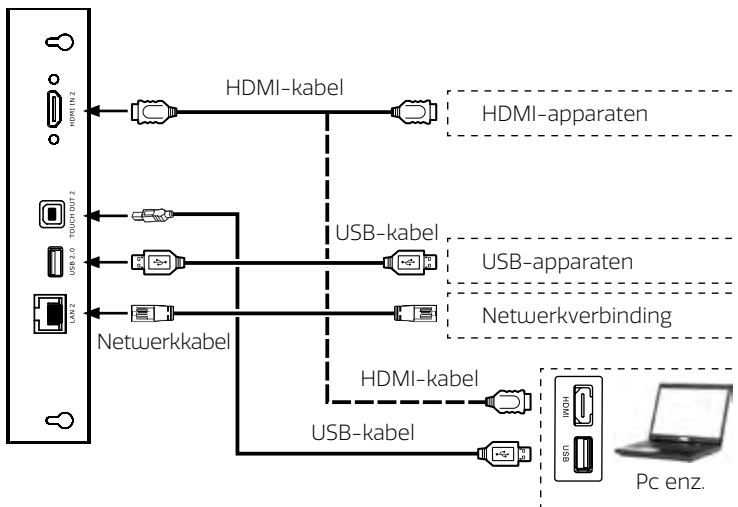 HDMI-kabel
HDMI IN 2
HDMI-apparaten
TOUCH OUT 2
USB-kabel
USB 2.0
USB-apparaten
LAN 2
Netwerkverbinding
Netwerkkabel
HDMI-kabel
HDMI
USB-kabel
USB
Pc enz.